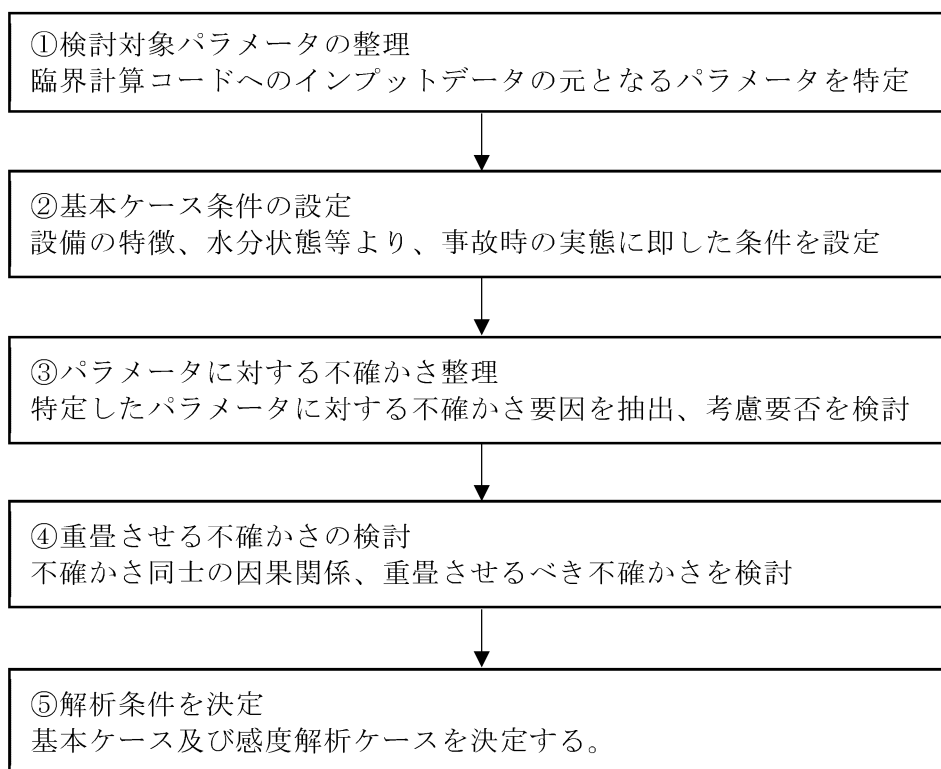 ①検討対象パラメータの整理
臨界計算コードへのインプットデータの元となるパラメータを特定
②基本ケース条件の設定
設備の特徴、水分状態等より、事故時の実態に即した条件を設定
③パラメータに対する不確かさ整理
特定したパラメータに対する不確かさ要因を抽出、考慮要否を検討
④重畳させる不確かさの検討
不確かさ同士の因果関係、重畳させるべき不確かさを検討
⑤解析条件を決定
基本ケース及び感度解析ケースを決定する。